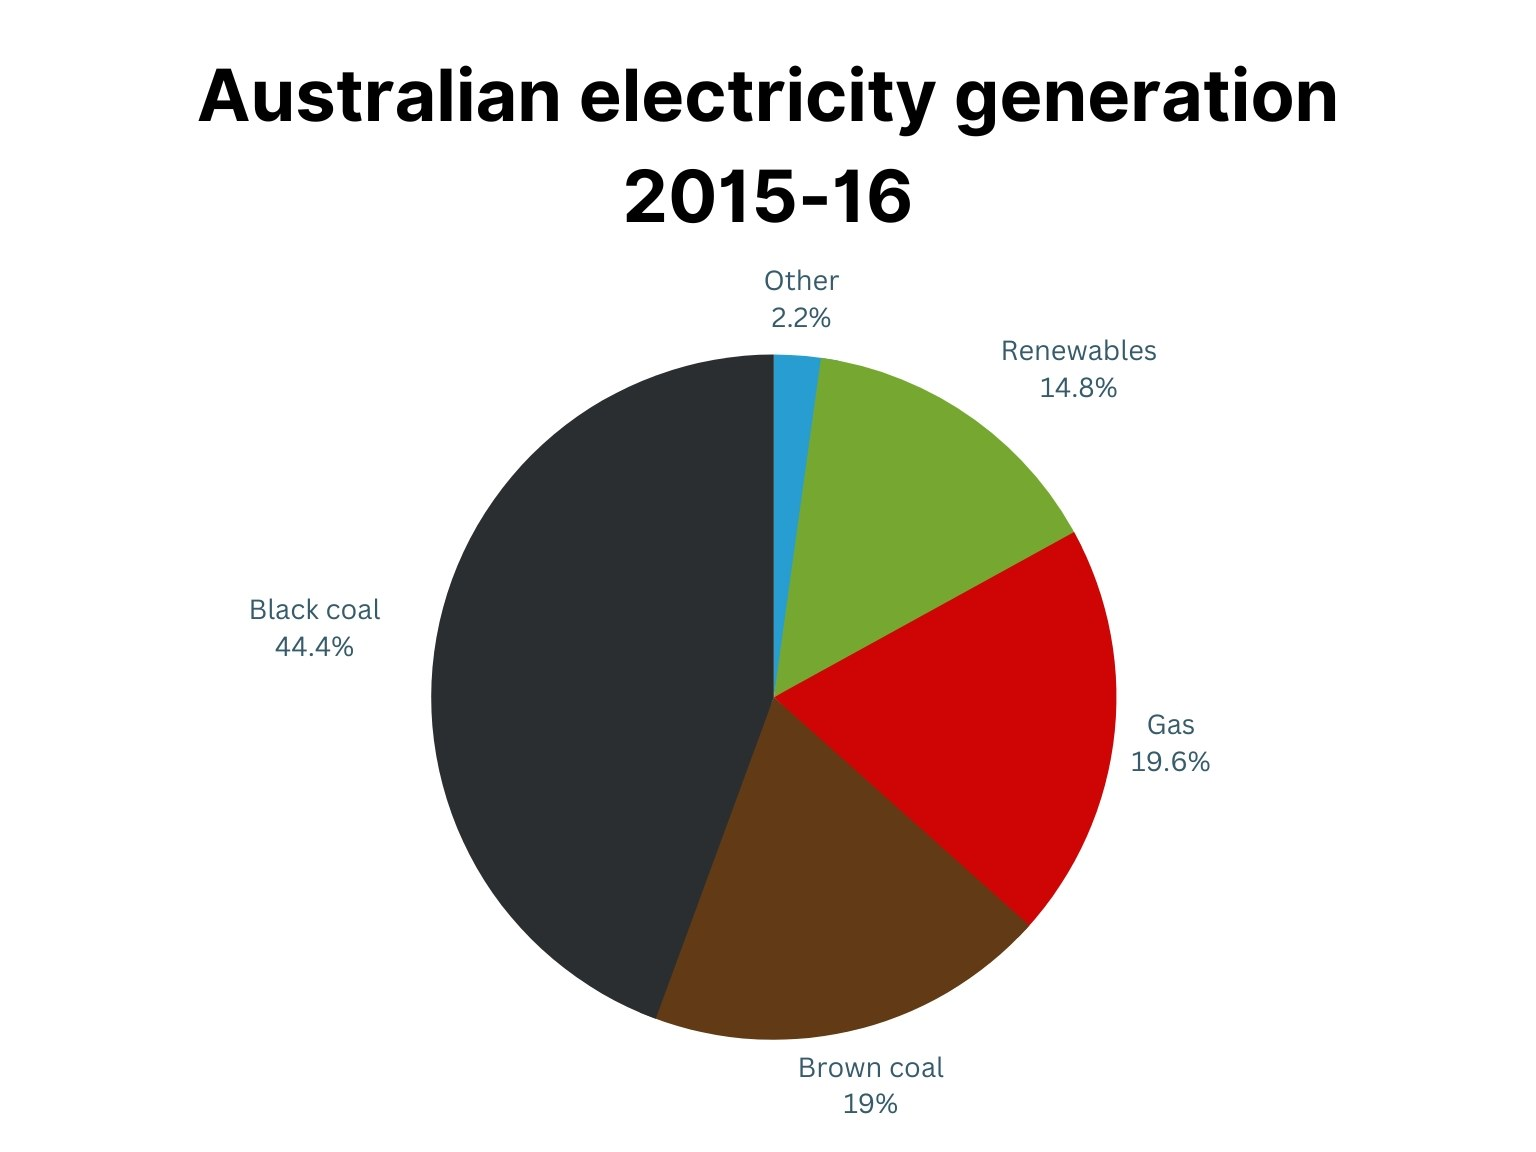 Australian electricity generation
2015-16
Other
2.2%
Renewables
14.8%
Black coal
44.4%
Gas
19.6%
Brown coal
19%